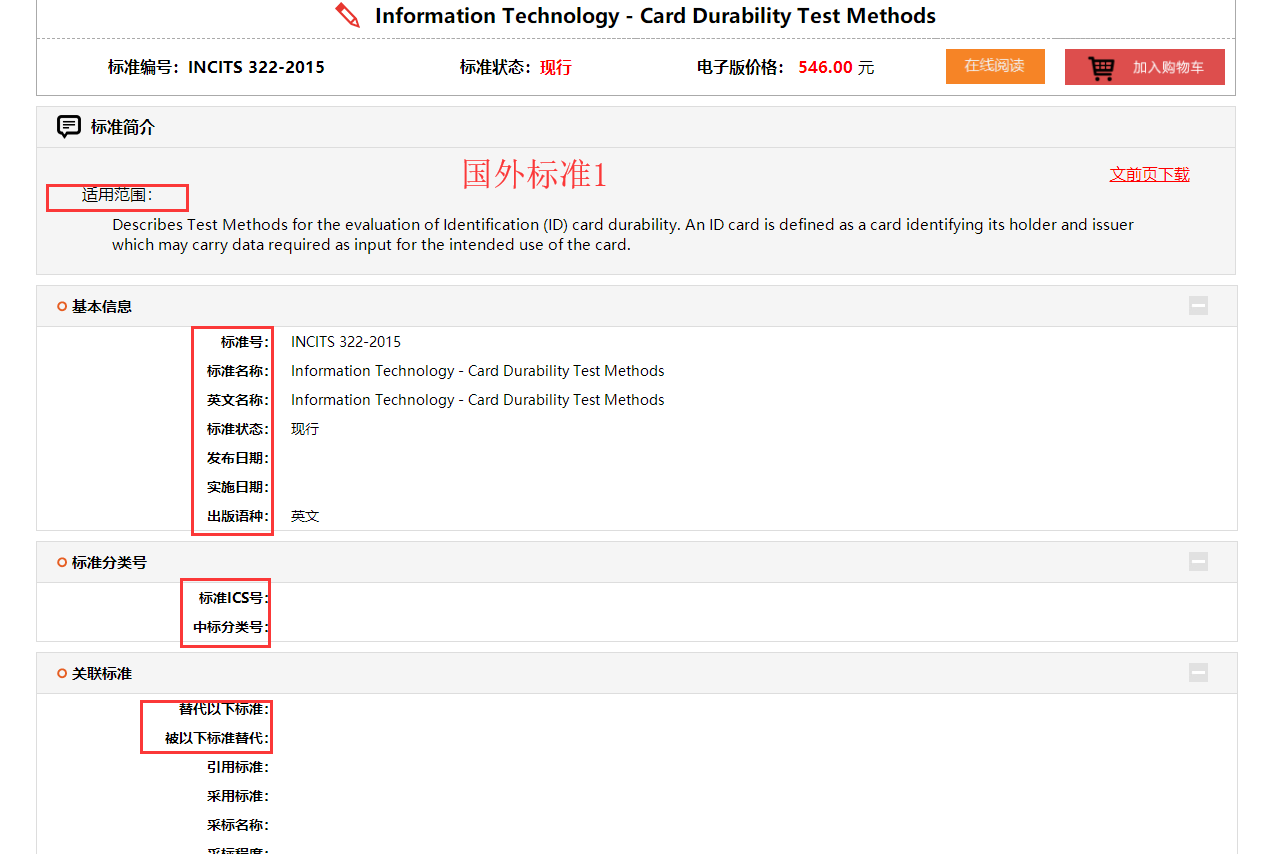 Information Technology - Card Durability Test Methods
标准编号：INCITS 322-2015 标准状态：现行 电子版价格： 546.00 元 在线阅读 加入购物车
标准简介
国外标准1
文前页下载
适用范围：
Describes Test Methods for the evaluation of Identification (ID) card durability. An ID card is defined as a card identifying its holder and issuer
which may carry data required as input for the intended use of the card.
基本信息
标准号： INCITS 322-2015
标准名称： Information Technology - Card Durability Test Methods
英文名称： Information Technology - Card Durability Test Methods
标准状态： 现行
发布日期：
实施日期：
出版语种： 英文
标准分类号
标准ICS号：
中标分类号：
关联标准
替代以下标准：
被以下标准替代：
引用标准：
采用标准：
采标名称：
采标程度：